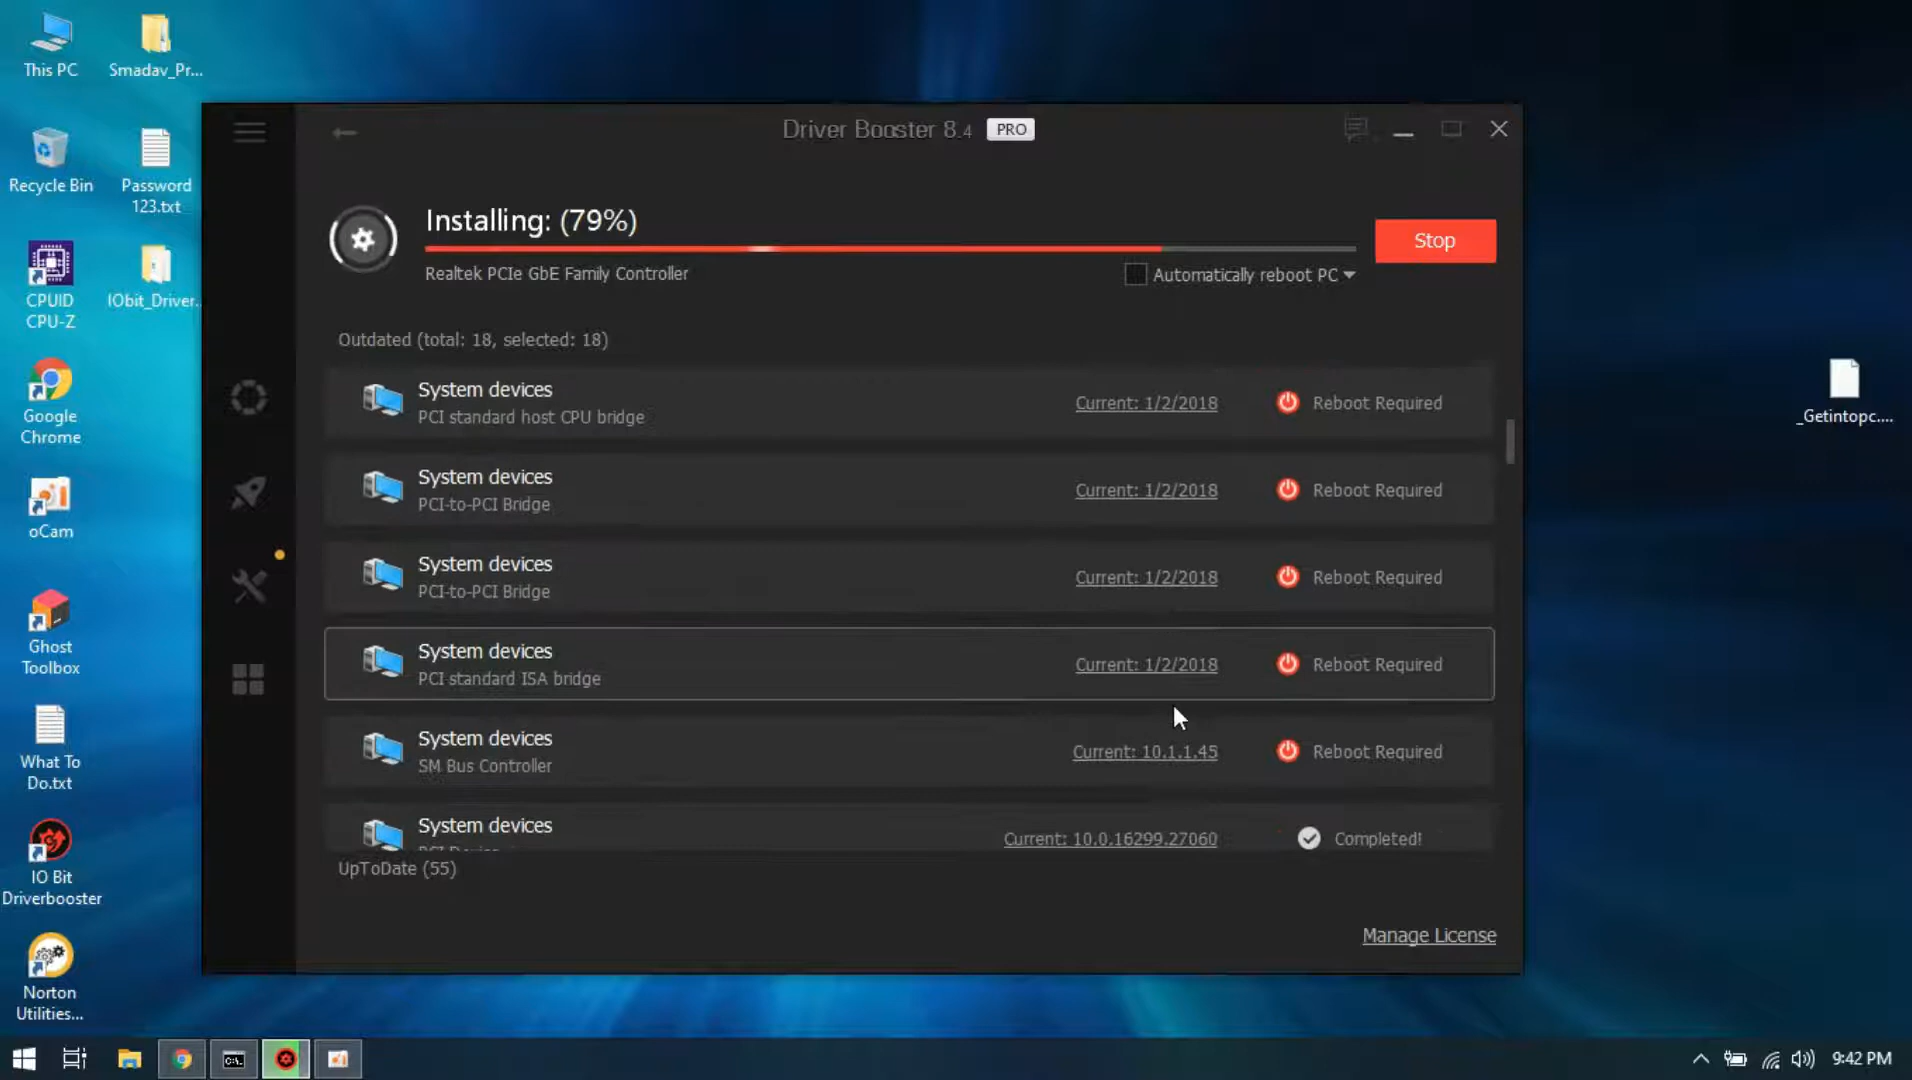 This PC
Smadav_Pr...
Recycle Bin
Password
123.txt
CPUID
CPU-Z
IObit_Driver...
Google
Chrome
oCam
Ghost
Toolbox
What To
Do.txt
IO Bit
Driverbooster
Norton
Utilities...
Driver Booster 8.4
PRO
Installing: (79%)
Stop
Realtek PCIe GbE Family Controller
Automatically reboot PC
Outdated (total: 18, selected: 18)
System devices
PCI standard host CPU bridge
Current: 1/2/2018
Reboot Required
System devices
PCI-to-PCI Bridge
Current: 1/2/2018
Reboot Required
System devices
PCI-to-PCI Bridge
Current: 1/2/2018
Reboot Required
System devices
PCI standard ISA bridge
Current: 1/2/2018
Reboot Required
System devices
SM Bus Controller
Current: 10.1.1.45
Reboot Required
System devices
PCI Device
Current: 10.0.16299.27060
Completed!
UpToDate (55)
Manage License
_Getintopc....
C:\.
9:42 PM